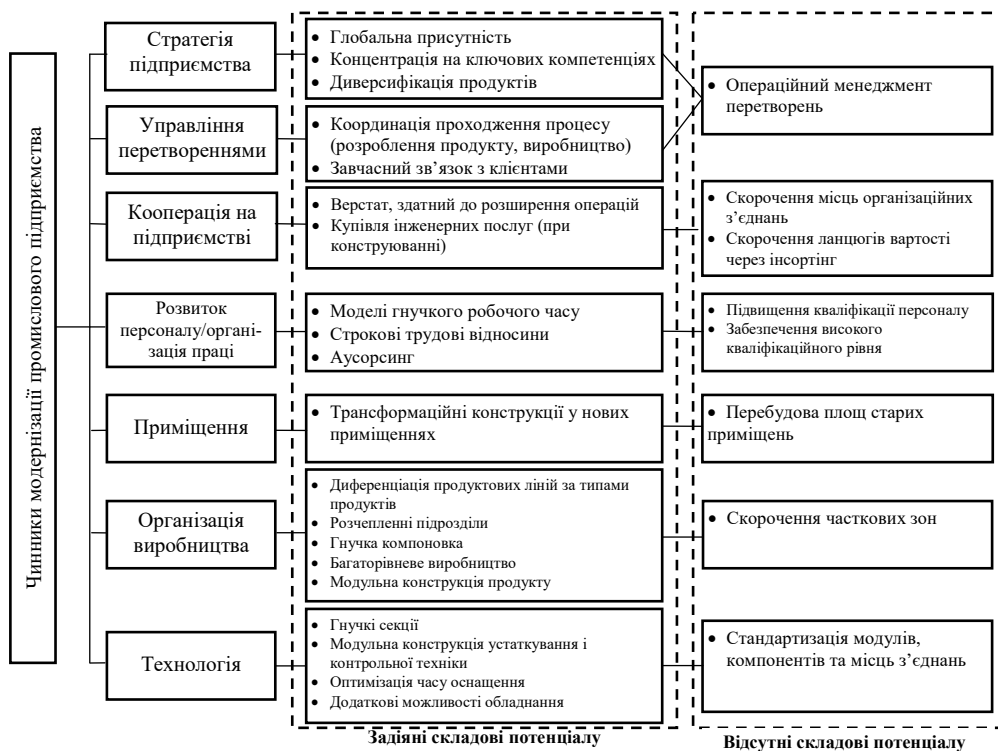 Чинники модернізації промислового підприємства
Стратегія
підприємства
• Глобальна присутність
• Концентрація на ключових компетенціях
• Диверсифікація продуктів
• Операційний менеджмент
перетворень
Управління
перетвореннями
• Координація проходження процесу
(розроблення продукту, виробництво)
• Завчасний зв’язок з клієнтами
Кооперація на
підприємстві
• Верстат, здатний до розширення операцій
• Купівля інженерних послуг (при
конструюванні)
• Скорочення місць організаційних
з’єднань
• Скорочення ланцюгів вартості
через інсортінг
Розвиток
персоналу/органі-
зація праці
• Моделі гнучкого робочого часу
• Строкові трудові відносини
• Аусорсинг
• Підвищення кваліфікації персоналу
• Забезпечення високого
кваліфікаційного рівня
Приміщення
• Трансформаційні конструкції у нових
приміщеннях
• Перебудова площ старих
приміщень
Організація
виробництва
• Диференціація продуктових ліній за типами
продуктів
• Розчепленні підрозділи
• Гнучка компоновка
• Багаторівневе виробництво
• Модульна конструкція продукту
• Скорочення часткових зон
Технологія
• Гнучкі секції
• Модульна конструкція устаткування і
контрольної техніки
• Оптимізація часу оснащення
• Додаткові можливості обладнання
• Стандартизація модулів,
компонентів та місць з’єднань
Задіяні складові потенціалу
Відсутні складові потенціалу